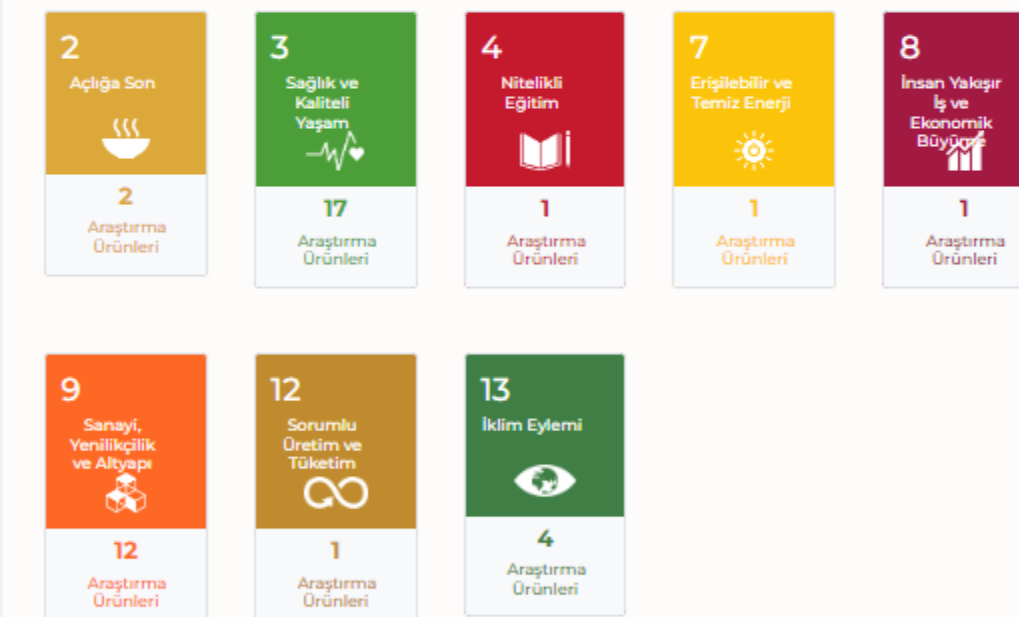 2
Açlığa Son
2
Araştırma
Ürünleri
3
Sağlık ve
Kaliteli
Yaşam
17
Araştırma
Ürünleri
4
Nitelikli
Eğitim
1
Araştırma
Ürünleri
7
Erişilebilir ve
Temiz Enerji
1
Araştırma
Ürünleri
8
İnsan Yakışır
İş ve
Ekonomik
Büyüme
1
Araştırma
Ürünleri
9
Sanayi,
Yenilikçilik
ve Altyapı
12
Araştırma
Ürünleri
12
Sorumlu
Üretim ve
Tüketim
1
Araştırma
Ürünleri
13
İklim Eylemi
4
Araştırma
Ürünleri